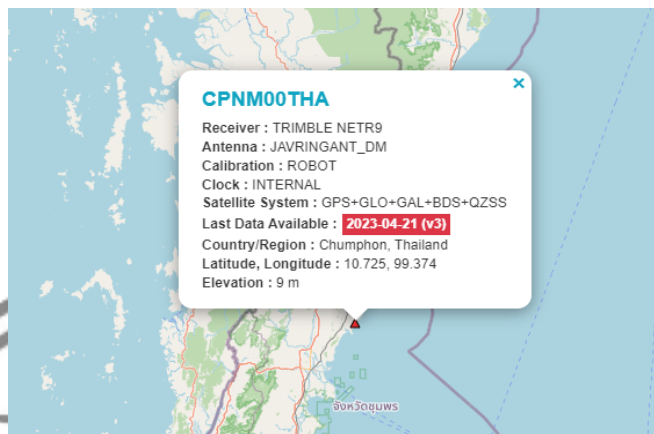 ×
CPNM00THA
Receiver : TRIMBLE NETR9
Antenna : JAVRINGANT_DM
Calibration : ROBOT
Clock : INTERNAL
Satellite System : GPS+GLO+GAL+BDS+QZSS
Last Data Available : 2023-04-21 (v3)
Country/Region : Chumphon, Thailand
Latitude, Longitude : 10.725, 99.374
Elevation : 9 m
จังหวัดชุมพร